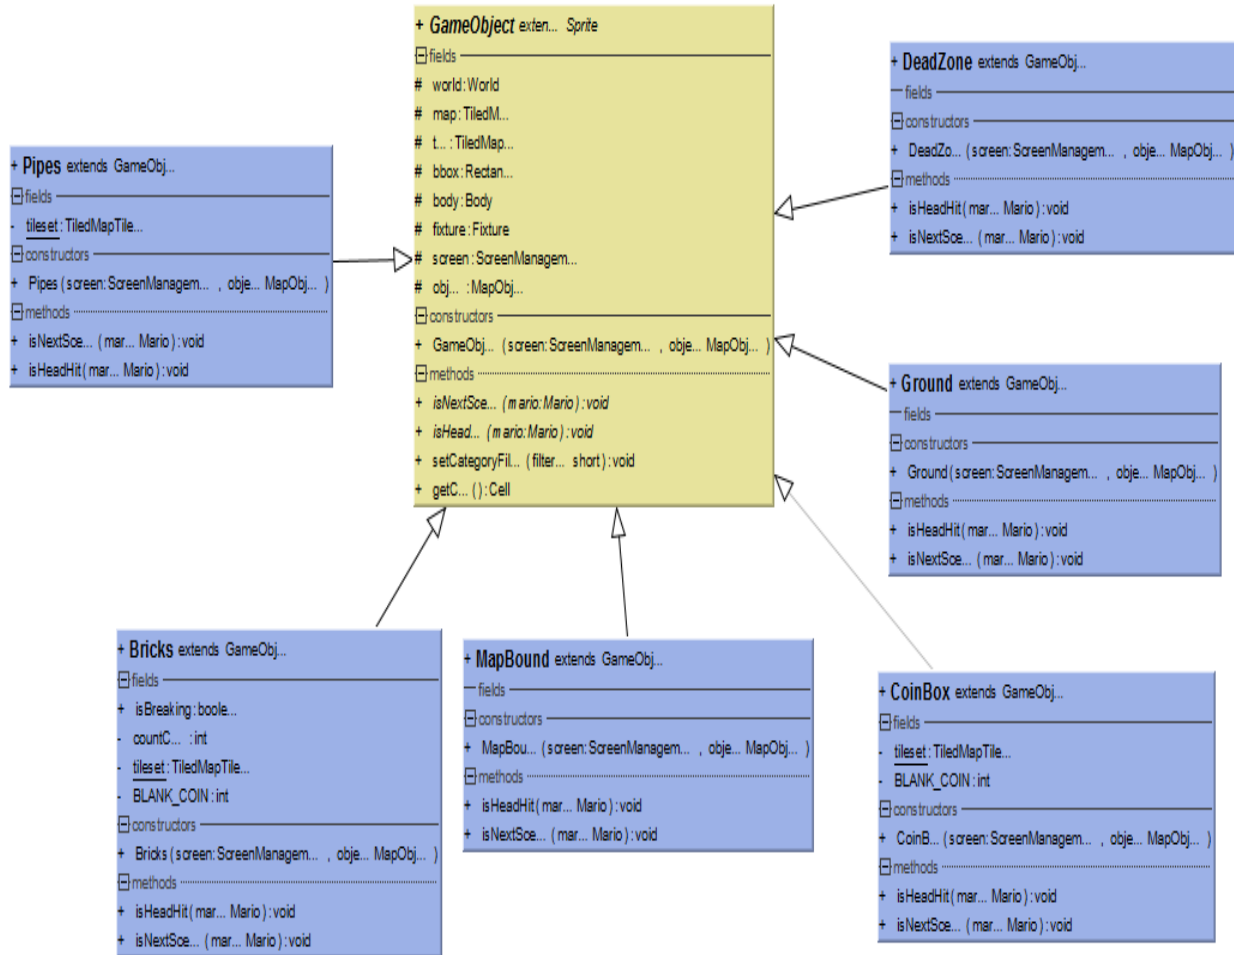 + GameObject exten... Sprite
fields
# world:World
# map:TiledM...
# t... :TiledMap...
# bbox:Rectan...
# body:Body
# fixture:Fixture
# screen:ScreenManagem...
# obj... :MapObj...
constructors
+ GameObj... (screen:ScreenManagem... , obje... MapObj... )
methods
+ isNextSce... (mario:Mario):void
+ isHead... (mario:Mario):void
+ setCategoryFil... (filter... short):void
+ getC... ():Cell
+ Pipes extends GameObj...
fields
- tileset:TiledMapTile...
constructors
+ Pipes(screen:ScreenManagem... , obje... MapObj... )
methods
+ isNextSce... (mar... Mario):void
+ isHeadHit(mar... Mario):void
+ DeadZone extends GameObj...
fields
constructors
+ DeadZo... (screen:ScreenManagem... , obje... MapObj... )
methods
+ isHeadHit(mar... Mario):void
+ isNextSce... (mar... Mario):void
+ Ground extends GameObj...
fields
constructors
+ Ground(screen:ScreenManagem... , obje... MapObj... )
methods
+ isHeadHit(mar... Mario):void
+ isNextSce... (mar... Mario):void
+ Bricks extends GameObj...
fields
+ isBreaking:boole...
- countC... :int
- tileset:TiledMapTile...
- BLANK_COIN:int
constructors
+ Bricks(screen:ScreenManagem... , obje... MapObj... )
methods
+ isHeadHit(mar... Mario):void
+ isNextSce... (mar... Mario):void
+ MapBound extends GameObj...
fields
constructors
+ MapBou... (screen:ScreenManagem... , obje... MapObj... )
methods
+ isHeadHit(mar... Mario):void
+ isNextSce... (mar... Mario):void
+ CoinBox extends GameObj...
fields
- tileset:TiledMapTile...
- BLANK_COIN:int
constructors
+ CoinB... (screen:ScreenManagem... , obje... MapObj... )
methods
+ isHeadHit(mar... Mario):void
+ isNextSce... (mar... Mario):void